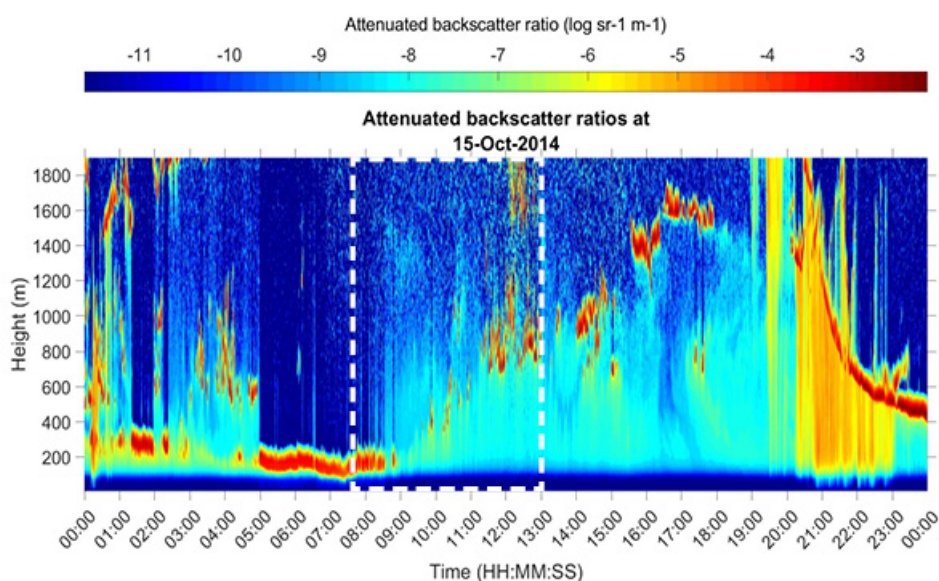 Attenuated backscatter ratio (log sr-1 m-1)
-11 -10 -9 -8 -7 -6 -5 -4 -3
Attenuated backscatter ratios at
15-Oct-2014
Height (m)
1800
1600
1400
1200
1000
800
600
400
200
00:00 01:00 02:00 03:00 04:00 05:00 06:00 07:00 08:00 09:00 10:00 11:00 12:00 13:00 14:00 15:00 16:00 17:00 18:00 19:00 20:00 21:00 22:00 23:00 00:00
Time (HH:MM:SS)